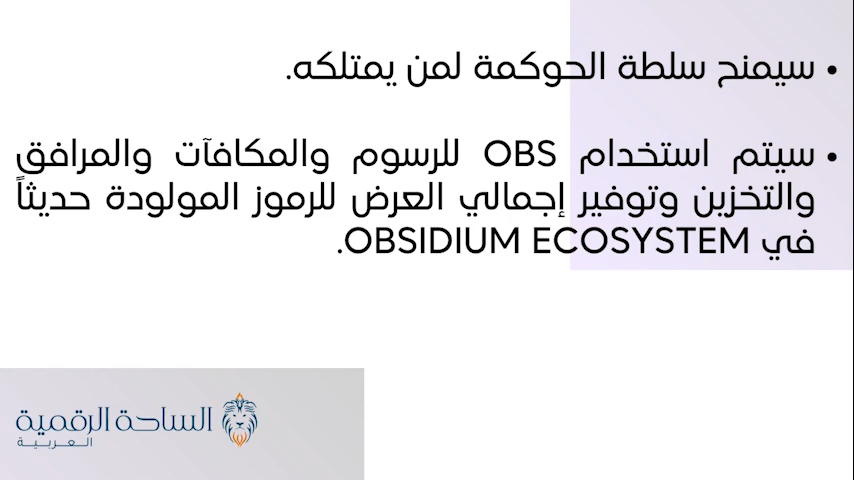 • سيمنح سلطة الحوكمة لمن يمتلكه.
• سيتم استخدام OBS للرسوم والمكافآت والمرافق
والتخزين وتوفير إجمالي العرض للرموز المولودة حديثاً
في OBSIDIUM ECOSYSTEM.
الساحة الرقمية
العربية